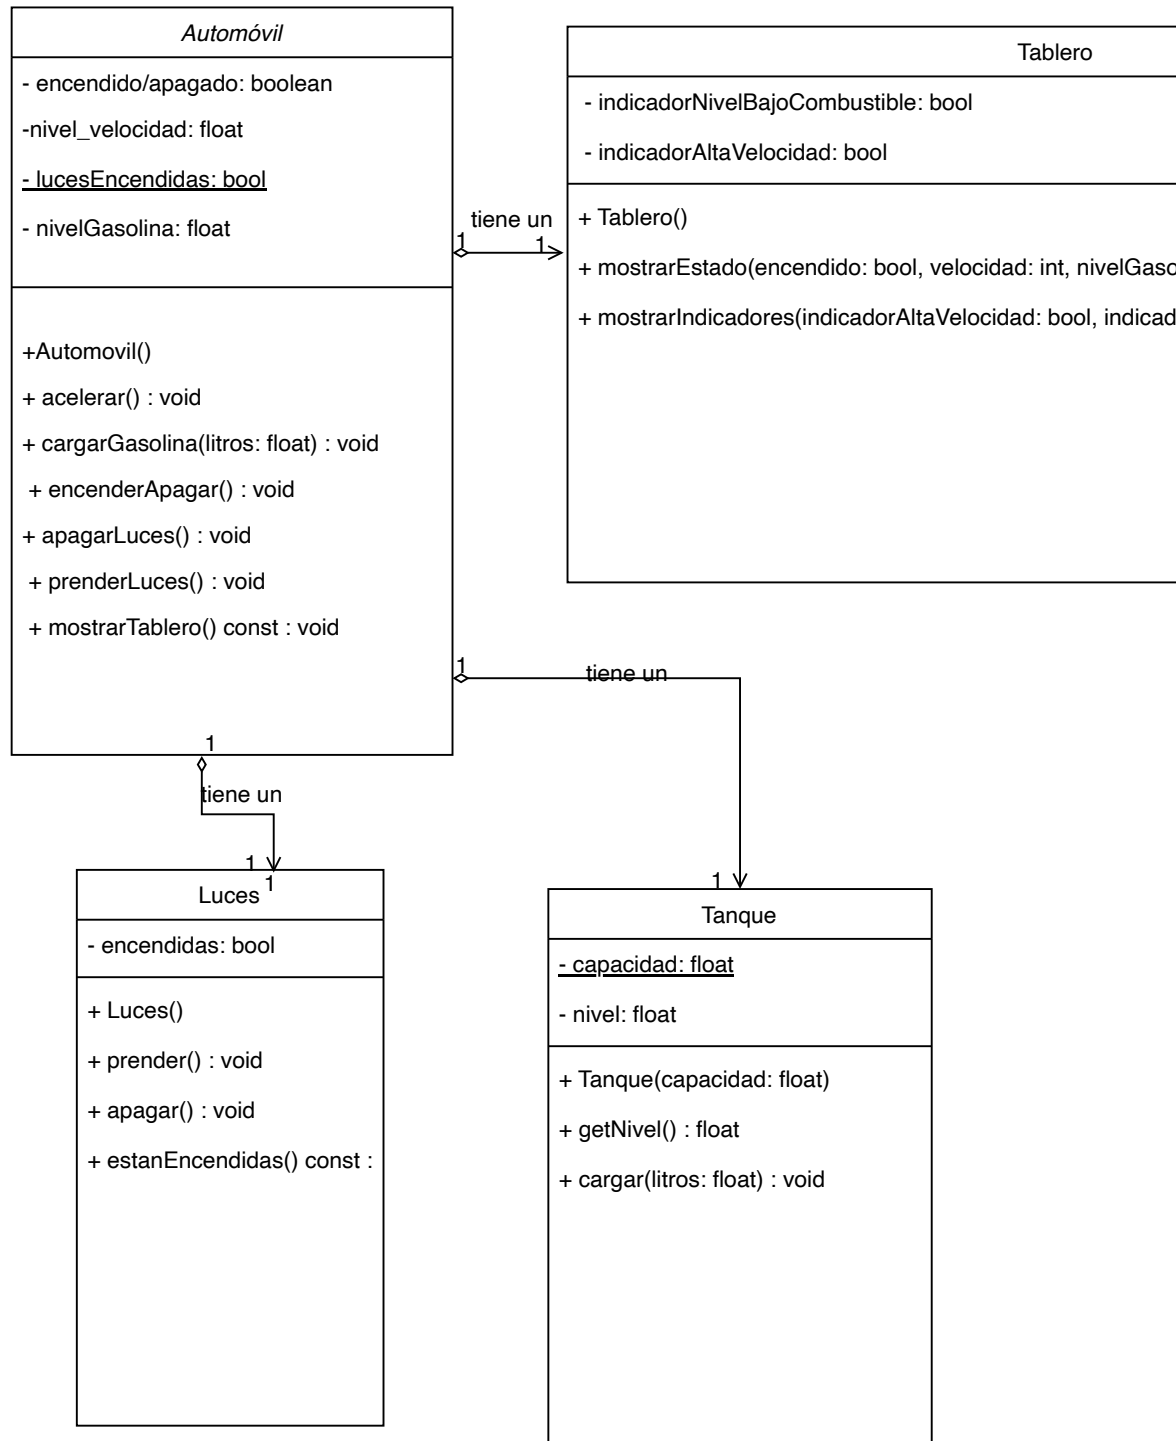 Automóvil
- encendido/apagado: boolean
-nivel_velocidad: float
- lucesEncendidas: bool
- nivelGasolina: float
+Automovil()
+ acelerar() : void
+ cargarGasolina(litros: float) : void
+ encenderApagar() : void
+ apagarLuces() : void
+ prenderLuces() : void
+ mostrarTablero() const : void
tiene un
1
1
Tablero
- indicadorNivelBajoCombustible: bool
- indicadorAltaVelocidad: bool
+ Tablero()
+ mostrarEstado(encendido: bool, velocidad: int, nivelGaso
+ mostrarIndicadores(indicadorAltaVelocidad: bool, indicad
1
tiene un
1
1
tiene un
1
1
Luces
- encendidas: bool
+ Luces()
+ prender() : void
+ apagar() : void
+ estanEncendidas() const :
Tanque
- capacidad: float
- nivel: float
+ Tanque(capacidad: float)
+ getNivel() : float
+ cargar(litros: float) : void